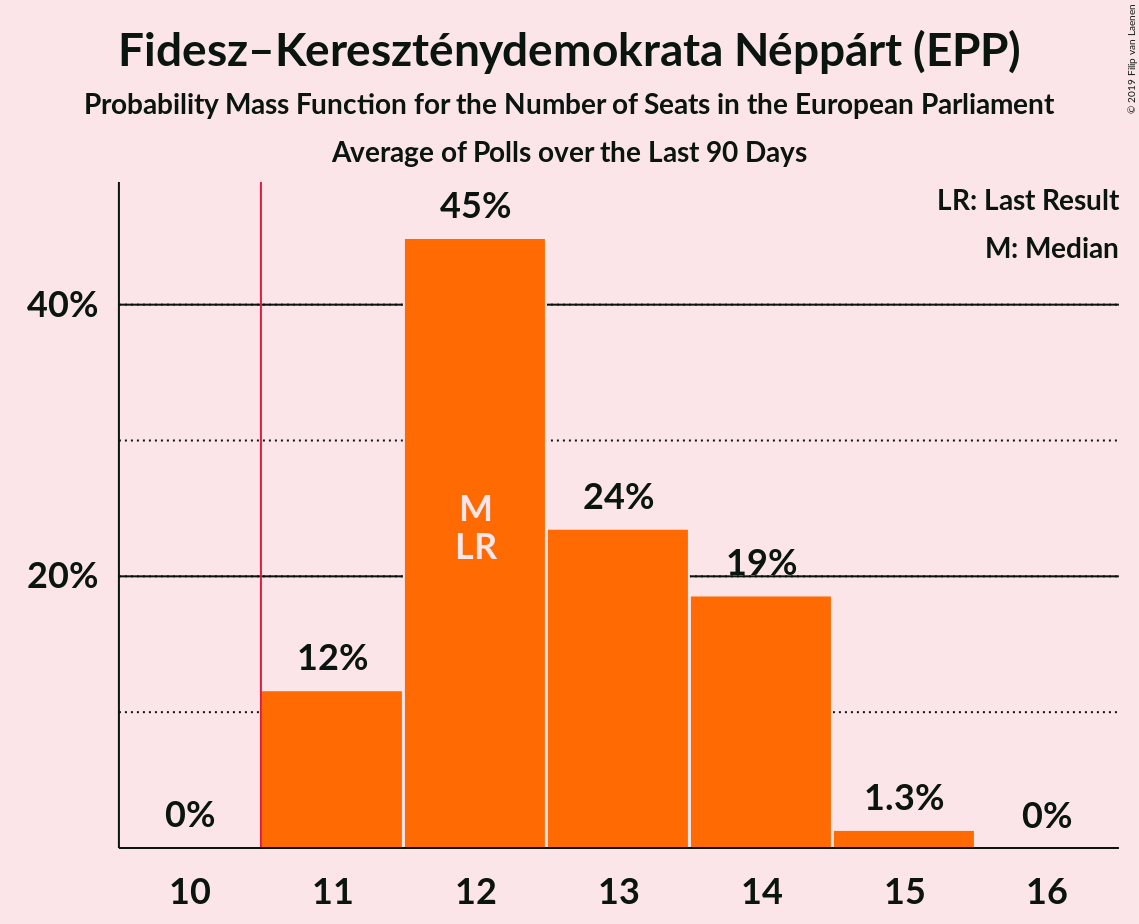 Fidesz–Kereszténydemokrata Néppárt (EPP)
Probability Mass Function for the Number of Seats in the European Parliament
Average of Polls over the Last 90 Days
© 2019 Filip van Laenen
LR: Last Result
M: Median
45%
40%
M
24%
LR
19%
20%
12%
1.3%
0%
0%
10 11 12 13 14 15 16